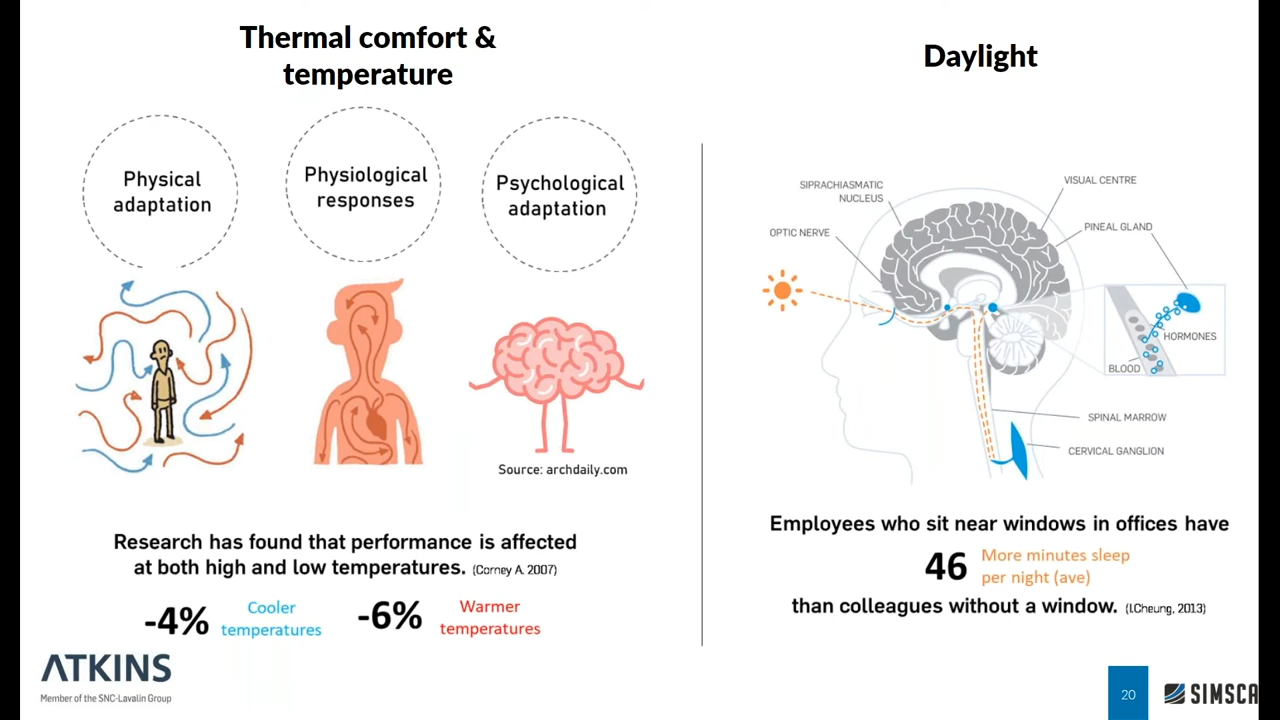 Thermal comfort &
temperature
Physical
adaptation
Physiological
responses
Psychological
adaptation
Source: archdaily.com
Research has found that performance is affected
at both high and low temperatures. (Corney A. 2007)
-4% Cooler
temperatures
-6% Warmer
temperatures
ATKINS
Member of the SNC-Lavalin Group
Daylight
SIPRACHIASMATIC
NUCLEUS
OPTIC NERVE
VISUAL CENTRE
PINEAL GLAND
HORMONES
BLOOD
SPINAL MARROW
CERVICAL GANGLION
Employees who sit near windows in offices have
46 More minutes sleep
per night (ave)
than colleagues without a window. (I.Cheung, 2013)
20
SIMSCA